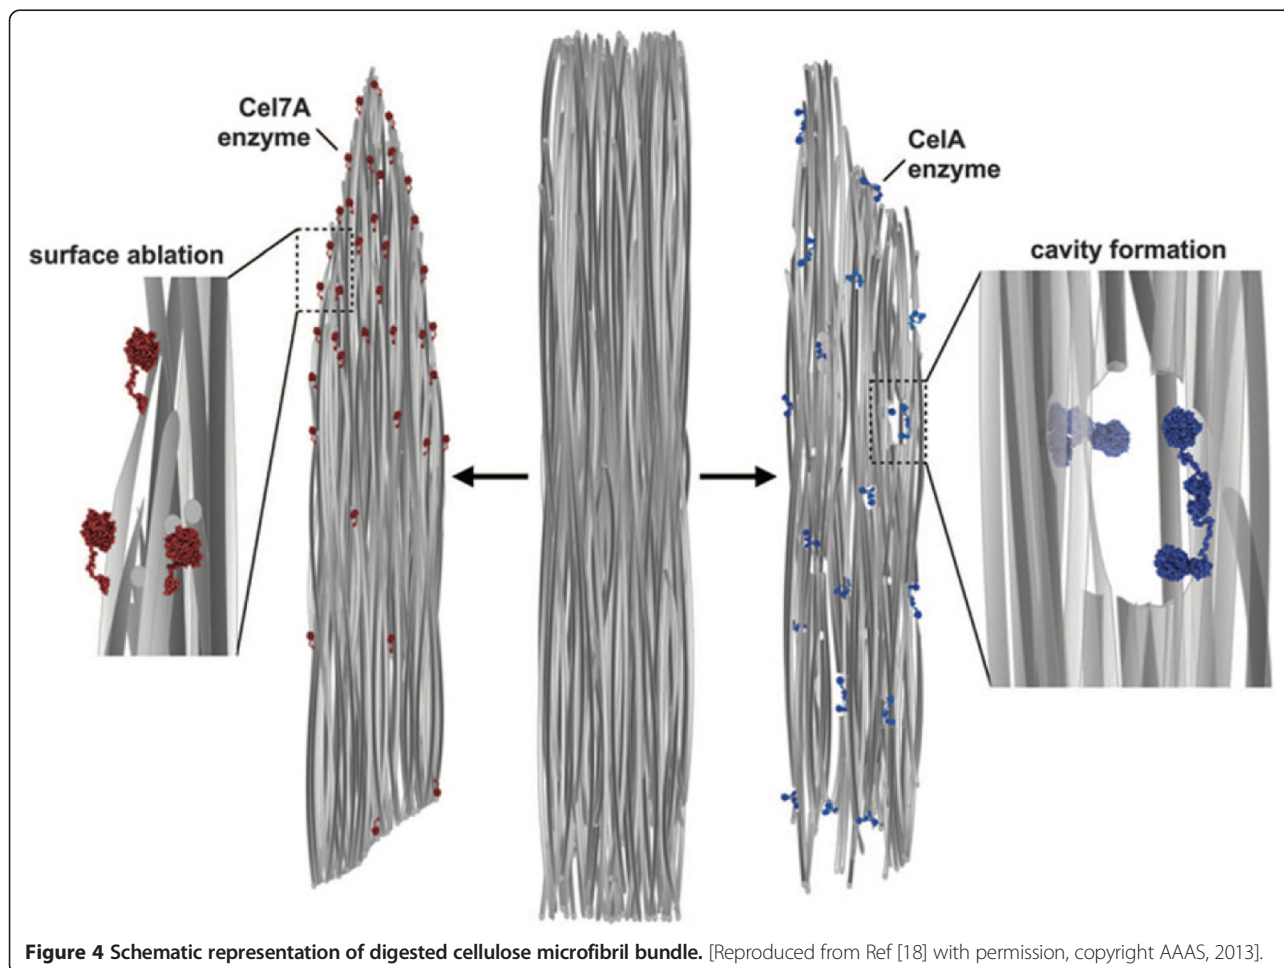 Cel7A
enzyme
CelA
enzyme
surface ablation
cavity formation
Figure 4 Schematic representation of digested cellulose microfibril bundle. [Reproduced from Ref [18] with permission, copyright AAAS, 2013].